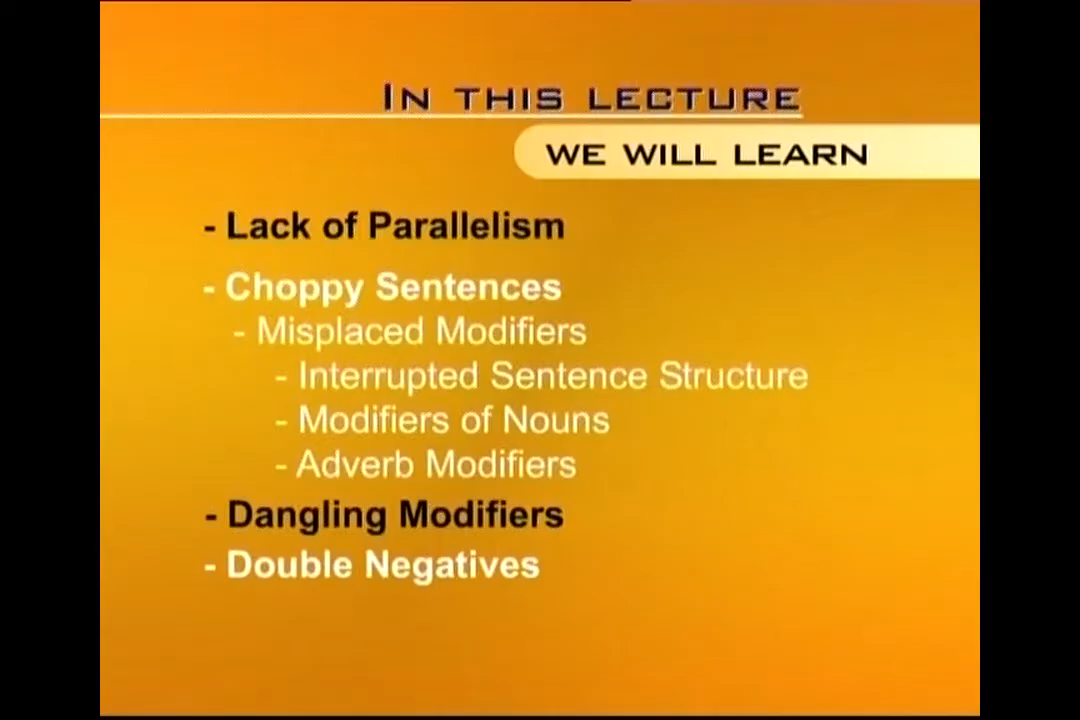 In this lecture
we will learn
- Lack of Parallelism
- Choppy Sentences
- Misplaced Modifiers
- Interrupted Sentence Structure
- Modifiers of Nouns
- Adverb Modifiers
- Dangling Modifiers
- Double Negatives